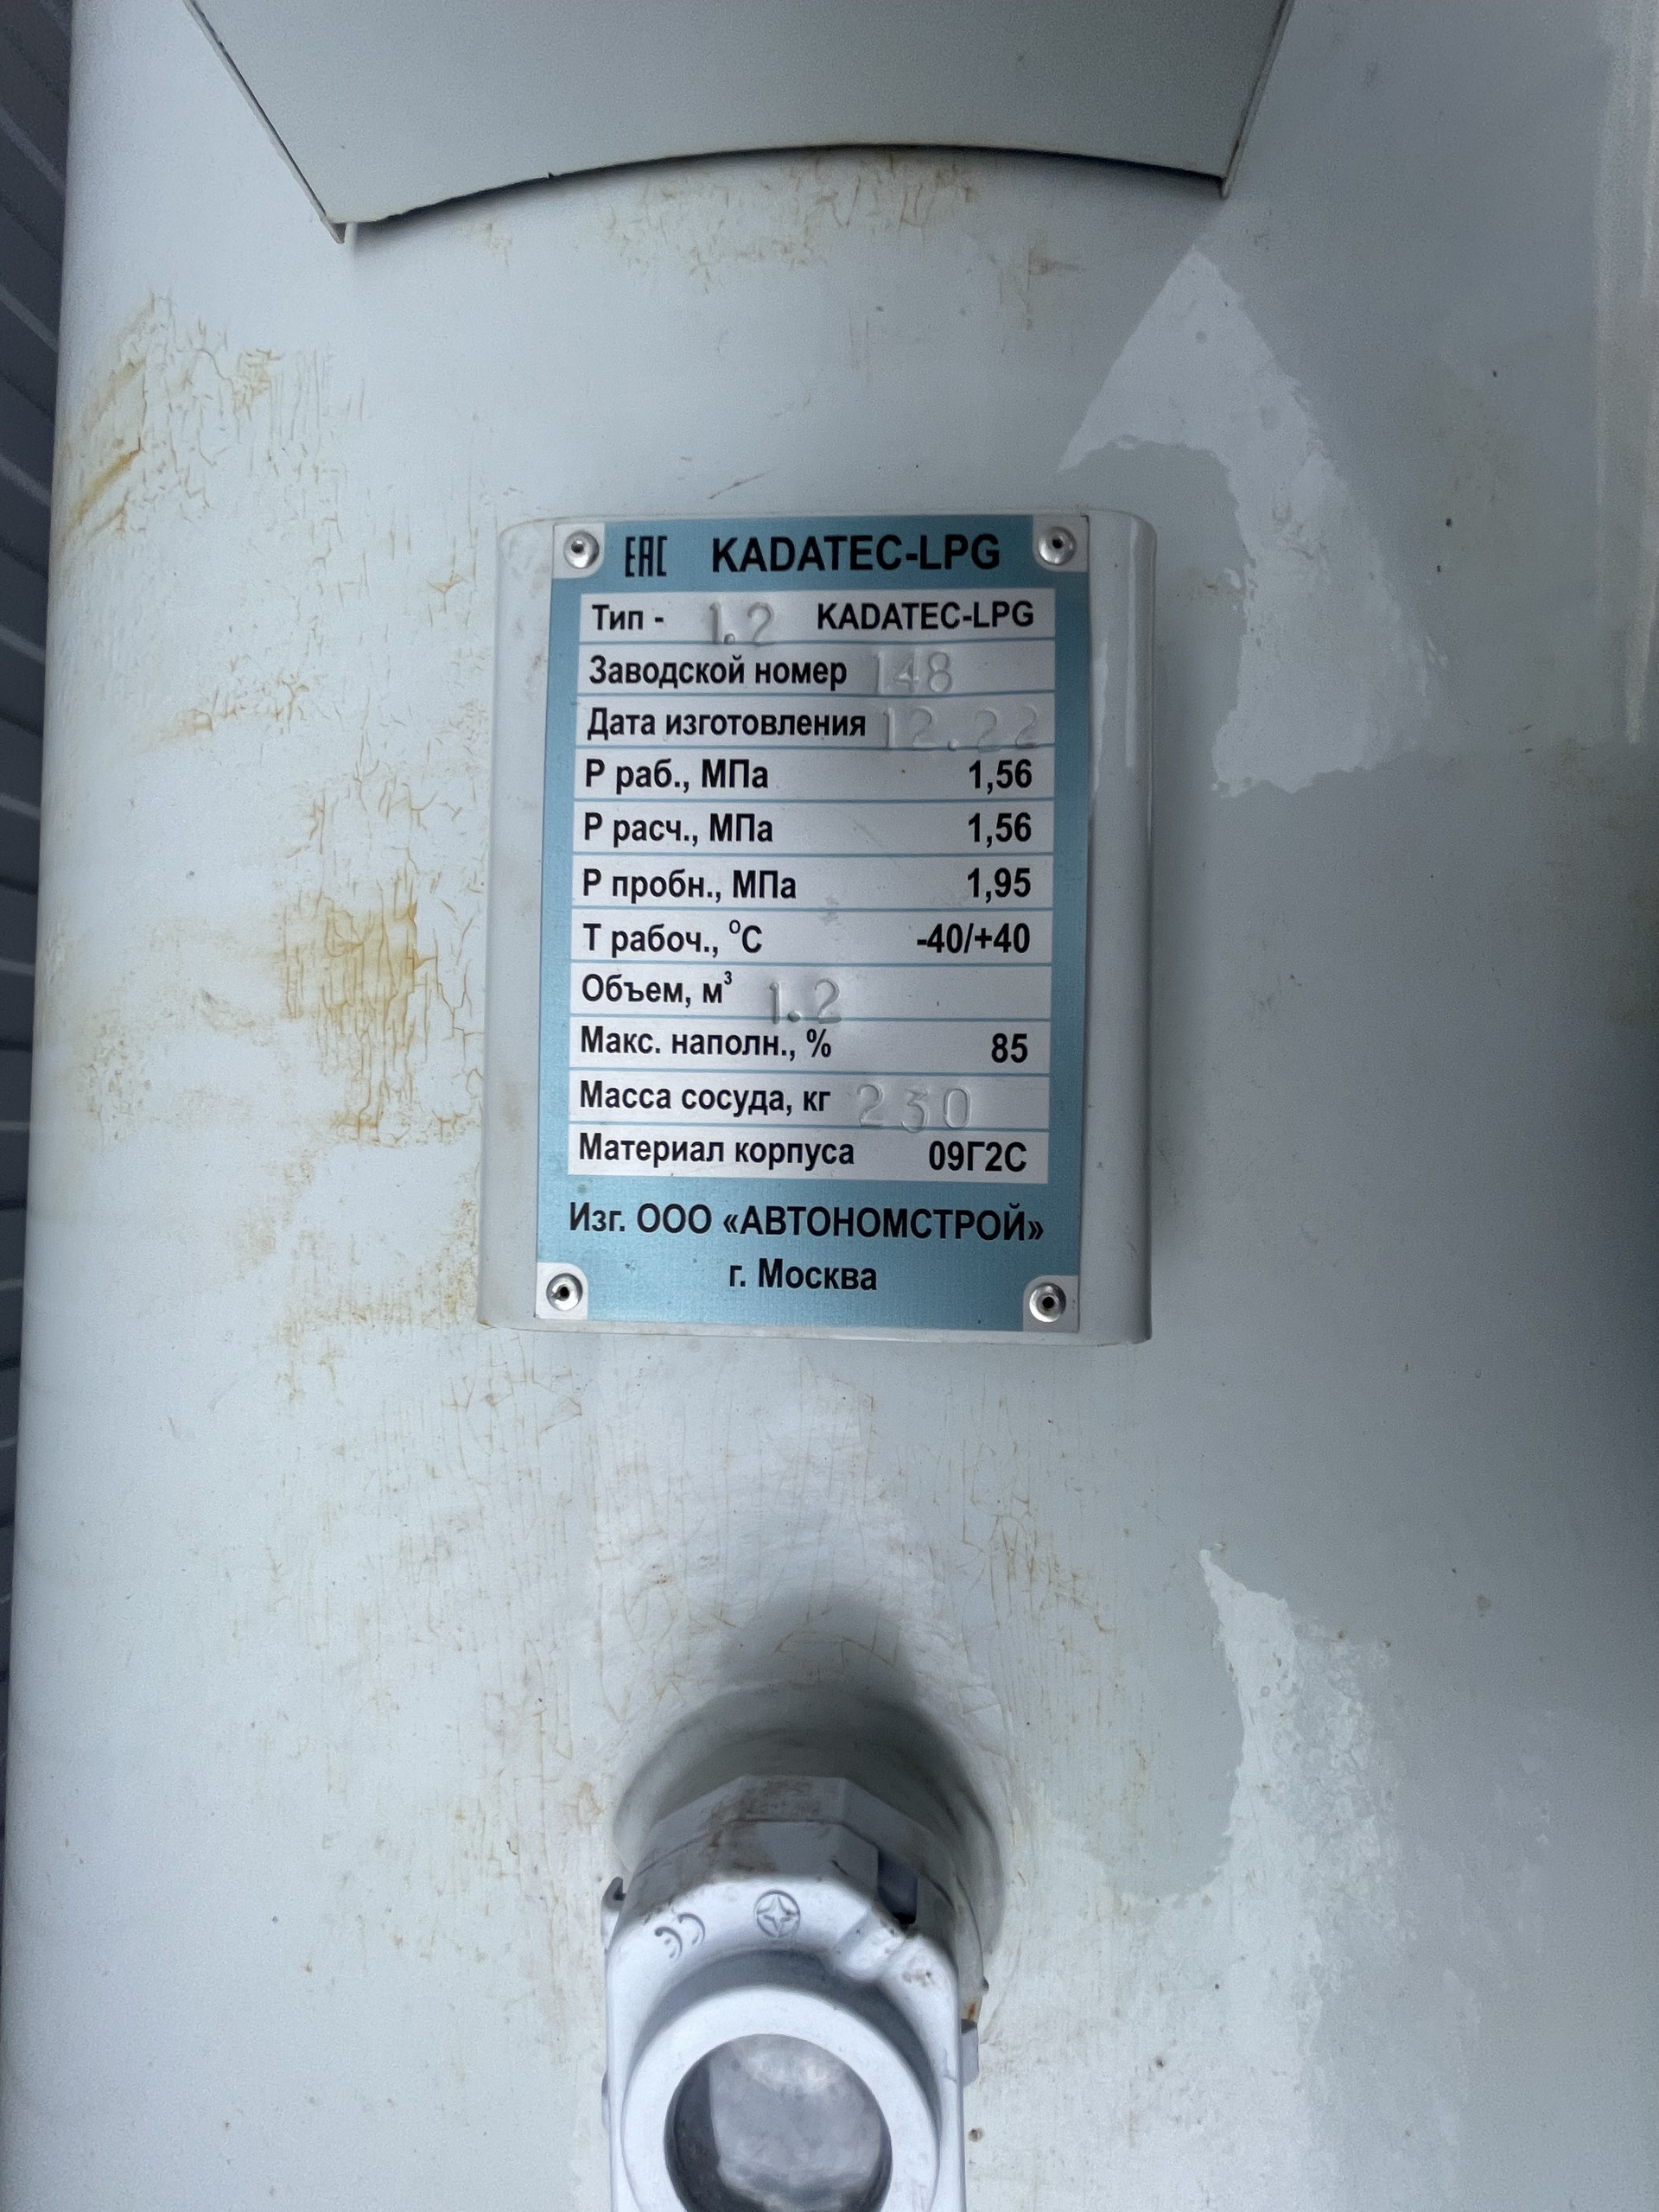 EAC KADATEC-LPG
Тип - 1.2 KADATEC-LPG
Заводской номер 148
Дата изготовления 12.22
Р раб., МПа 1,56
Р расч., МПа 1,56
Р пробн., МПа 1,95
Т рабоч., °С -40/+40
Объем, м³ 1.2
Макс. наполн., % 85
Масса сосуда, кг 230
Материал корпуса 09Г2С
Изг. ООО «АВТОНОМСТРОЙ»
г. Москва